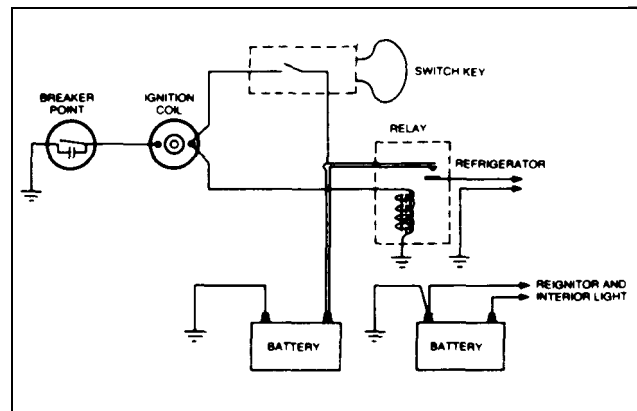 SWITCH KEY
BREAKER
POINT
IGNITION
COIL
RELAY
REFRIGERATOR
REIGNITOR AND
INTERIOR LIGHT
BATTERY
BATTERY